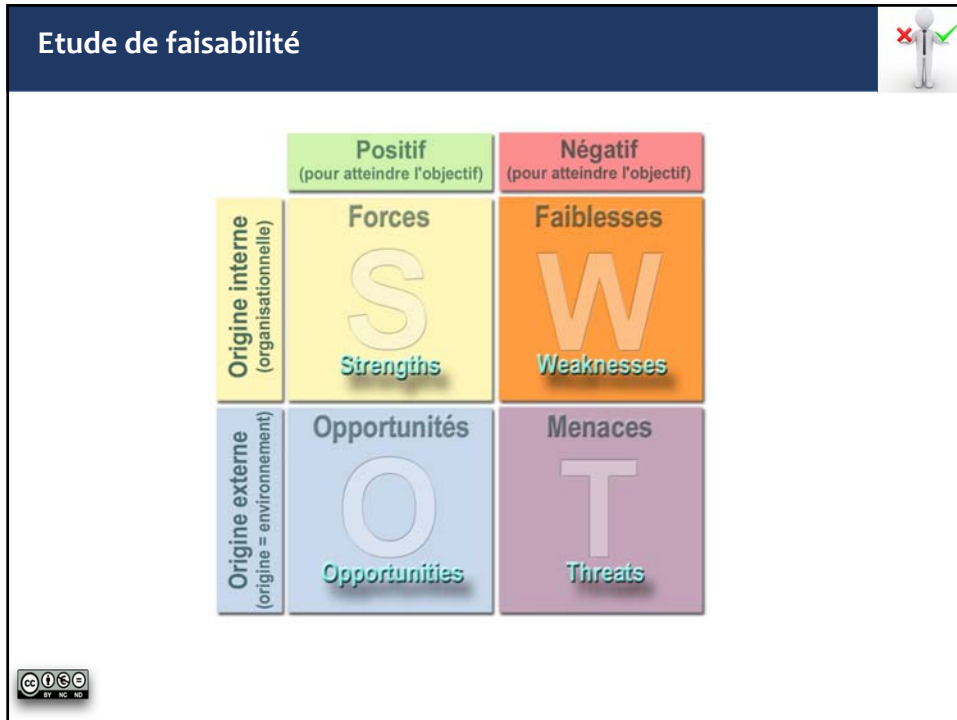 Etude de faisabilité
Positif
(pour atteindre l'objectif)
Négatif
(pour atteindre l'objectif)
Origine interne
(organisationnelle)
Forces
S
Strengths
Faiblesses
W
Weaknesses
Origine externe
(origine = environnement)
Opportunités
O
Opportunities
Menaces
T
Threats
cc
BY NC ND